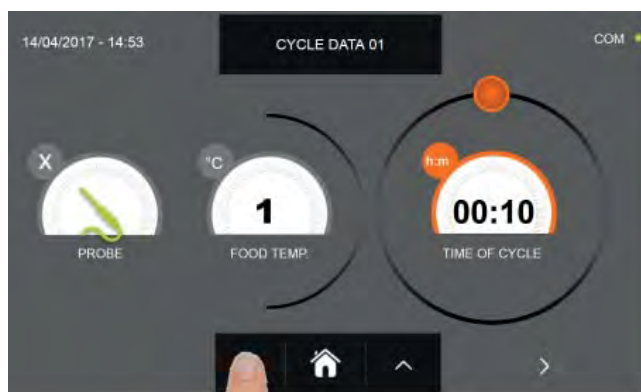 14/04/2017 - 14:53
CYCLE DATA 01
COM
X
°C
h:m
1
00:10
PROBE
FOOD TEMP.
TIME OF CYCLE